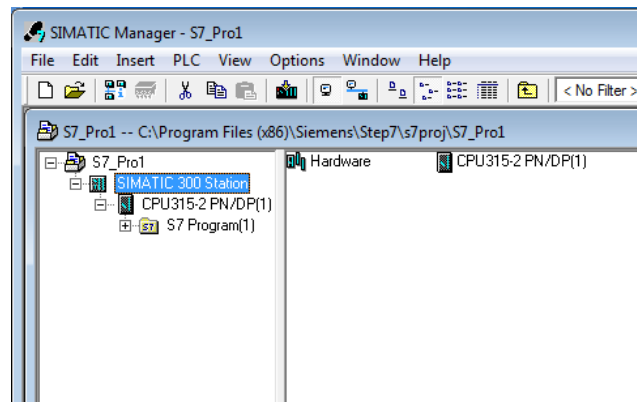 SIMATIC Manager - S7_Pro1
File Edit Insert PLC View Options Window Help
< No Filter >
S7_Pro1 -- C:\Program Files (x86)\Siemens\Step7\s7proj\S7_Pro1
S7_Pro1
SIMATIC 300 Station
CPU315-2 PN/DP(1)
S7 Program(1)
Hardware
CPU315-2 PN/DP(1)